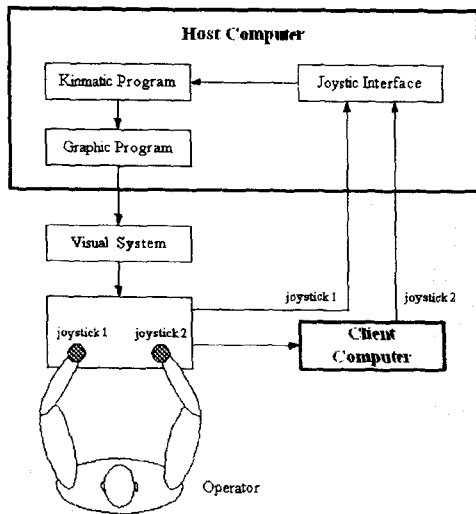 Host Computer
Kinmatic Program
Joystic Interface
Graphic Program
Visual System
joystick 1
joystick 2
joystick 1
joystick 2
Client
Computer
Operator